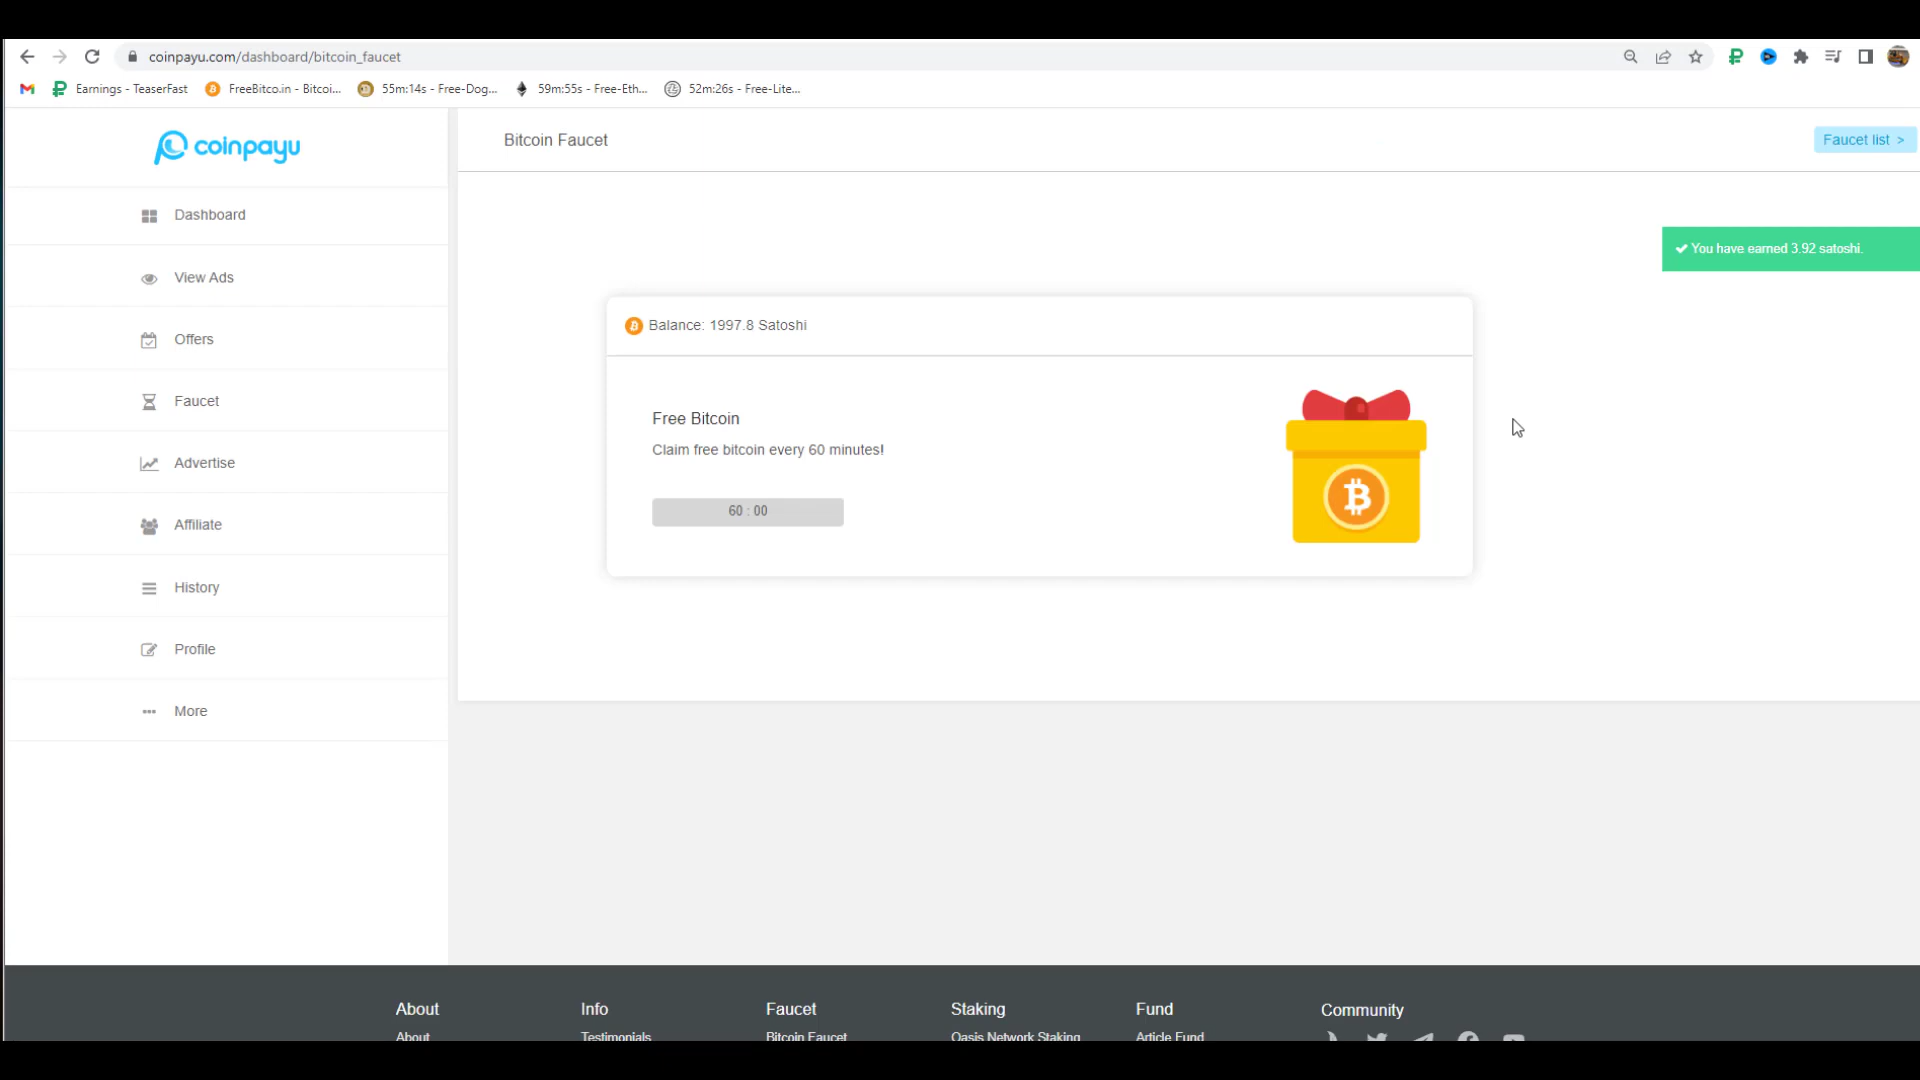 coinpayu.com/dashboard/bitcoin_faucet
Earnings - TeaserFast
FreeBitco.in - Bitcoi...
55m:14s - Free-Dog...
59m:55s - Free-Eth...
52m:26s - Free-Lite...
coinpayu
Bitcoin Faucet
Faucet list >
Dashboard
View Ads
Offers
Faucet
Advertise
Affiliate
History
Profile
More
You have earned 3.92 satoshi.
Balance: 1997.8 Satoshi
Free Bitcoin
Claim free bitcoin every 60 minutes!
60 : 00
About
Info
Faucet
Staking
Fund
Community
About
Testimonials
Bitcoin Faucet
Oasis Network Staking
Article Fund